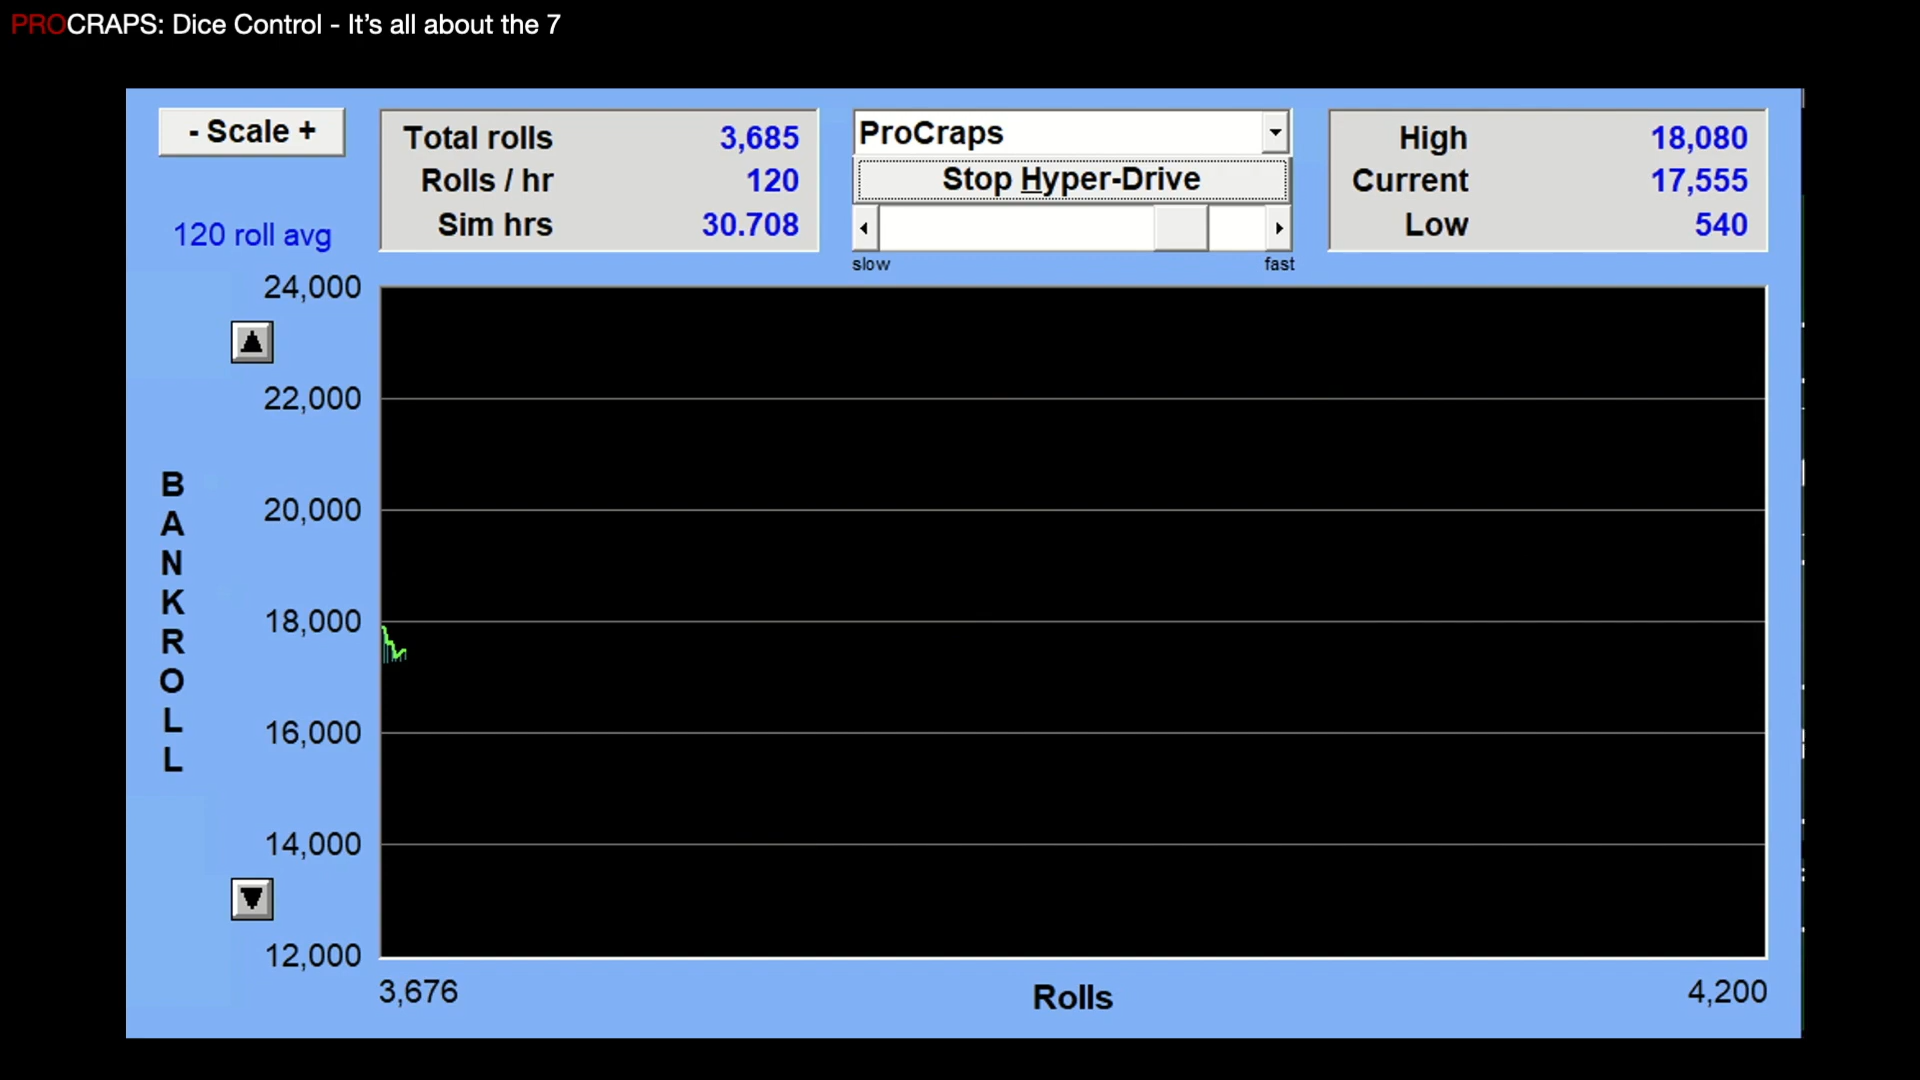 PROCRAPS: Dice Control - It's all about the 7
- Scale +
Total rolls 3,685
Rolls / hr 120
Sim hrs 30.708
ProCraps
Stop Hyper-Drive
slow fast
High 18,080
Current 17,555
Low 540
120 roll avg
24,000
22,000
20,000
18,000
16,000
14,000
12,000
BANKROLL
3,676 Rolls 4,200